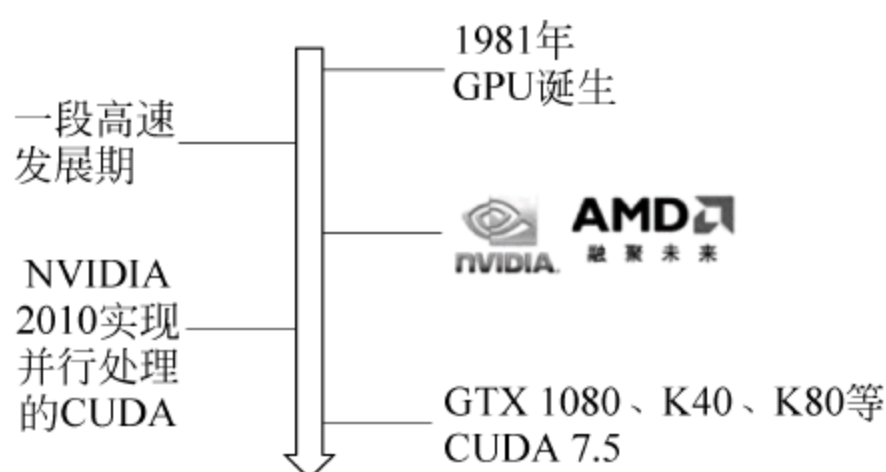 1981年
GPU诞生
一段高速
发展期
NVIDIA.
AMD
融聚未来
NVIDIA
2010实现
并行处理
的CUDA
GTX 1080、K40、K80等
CUDA 7.5